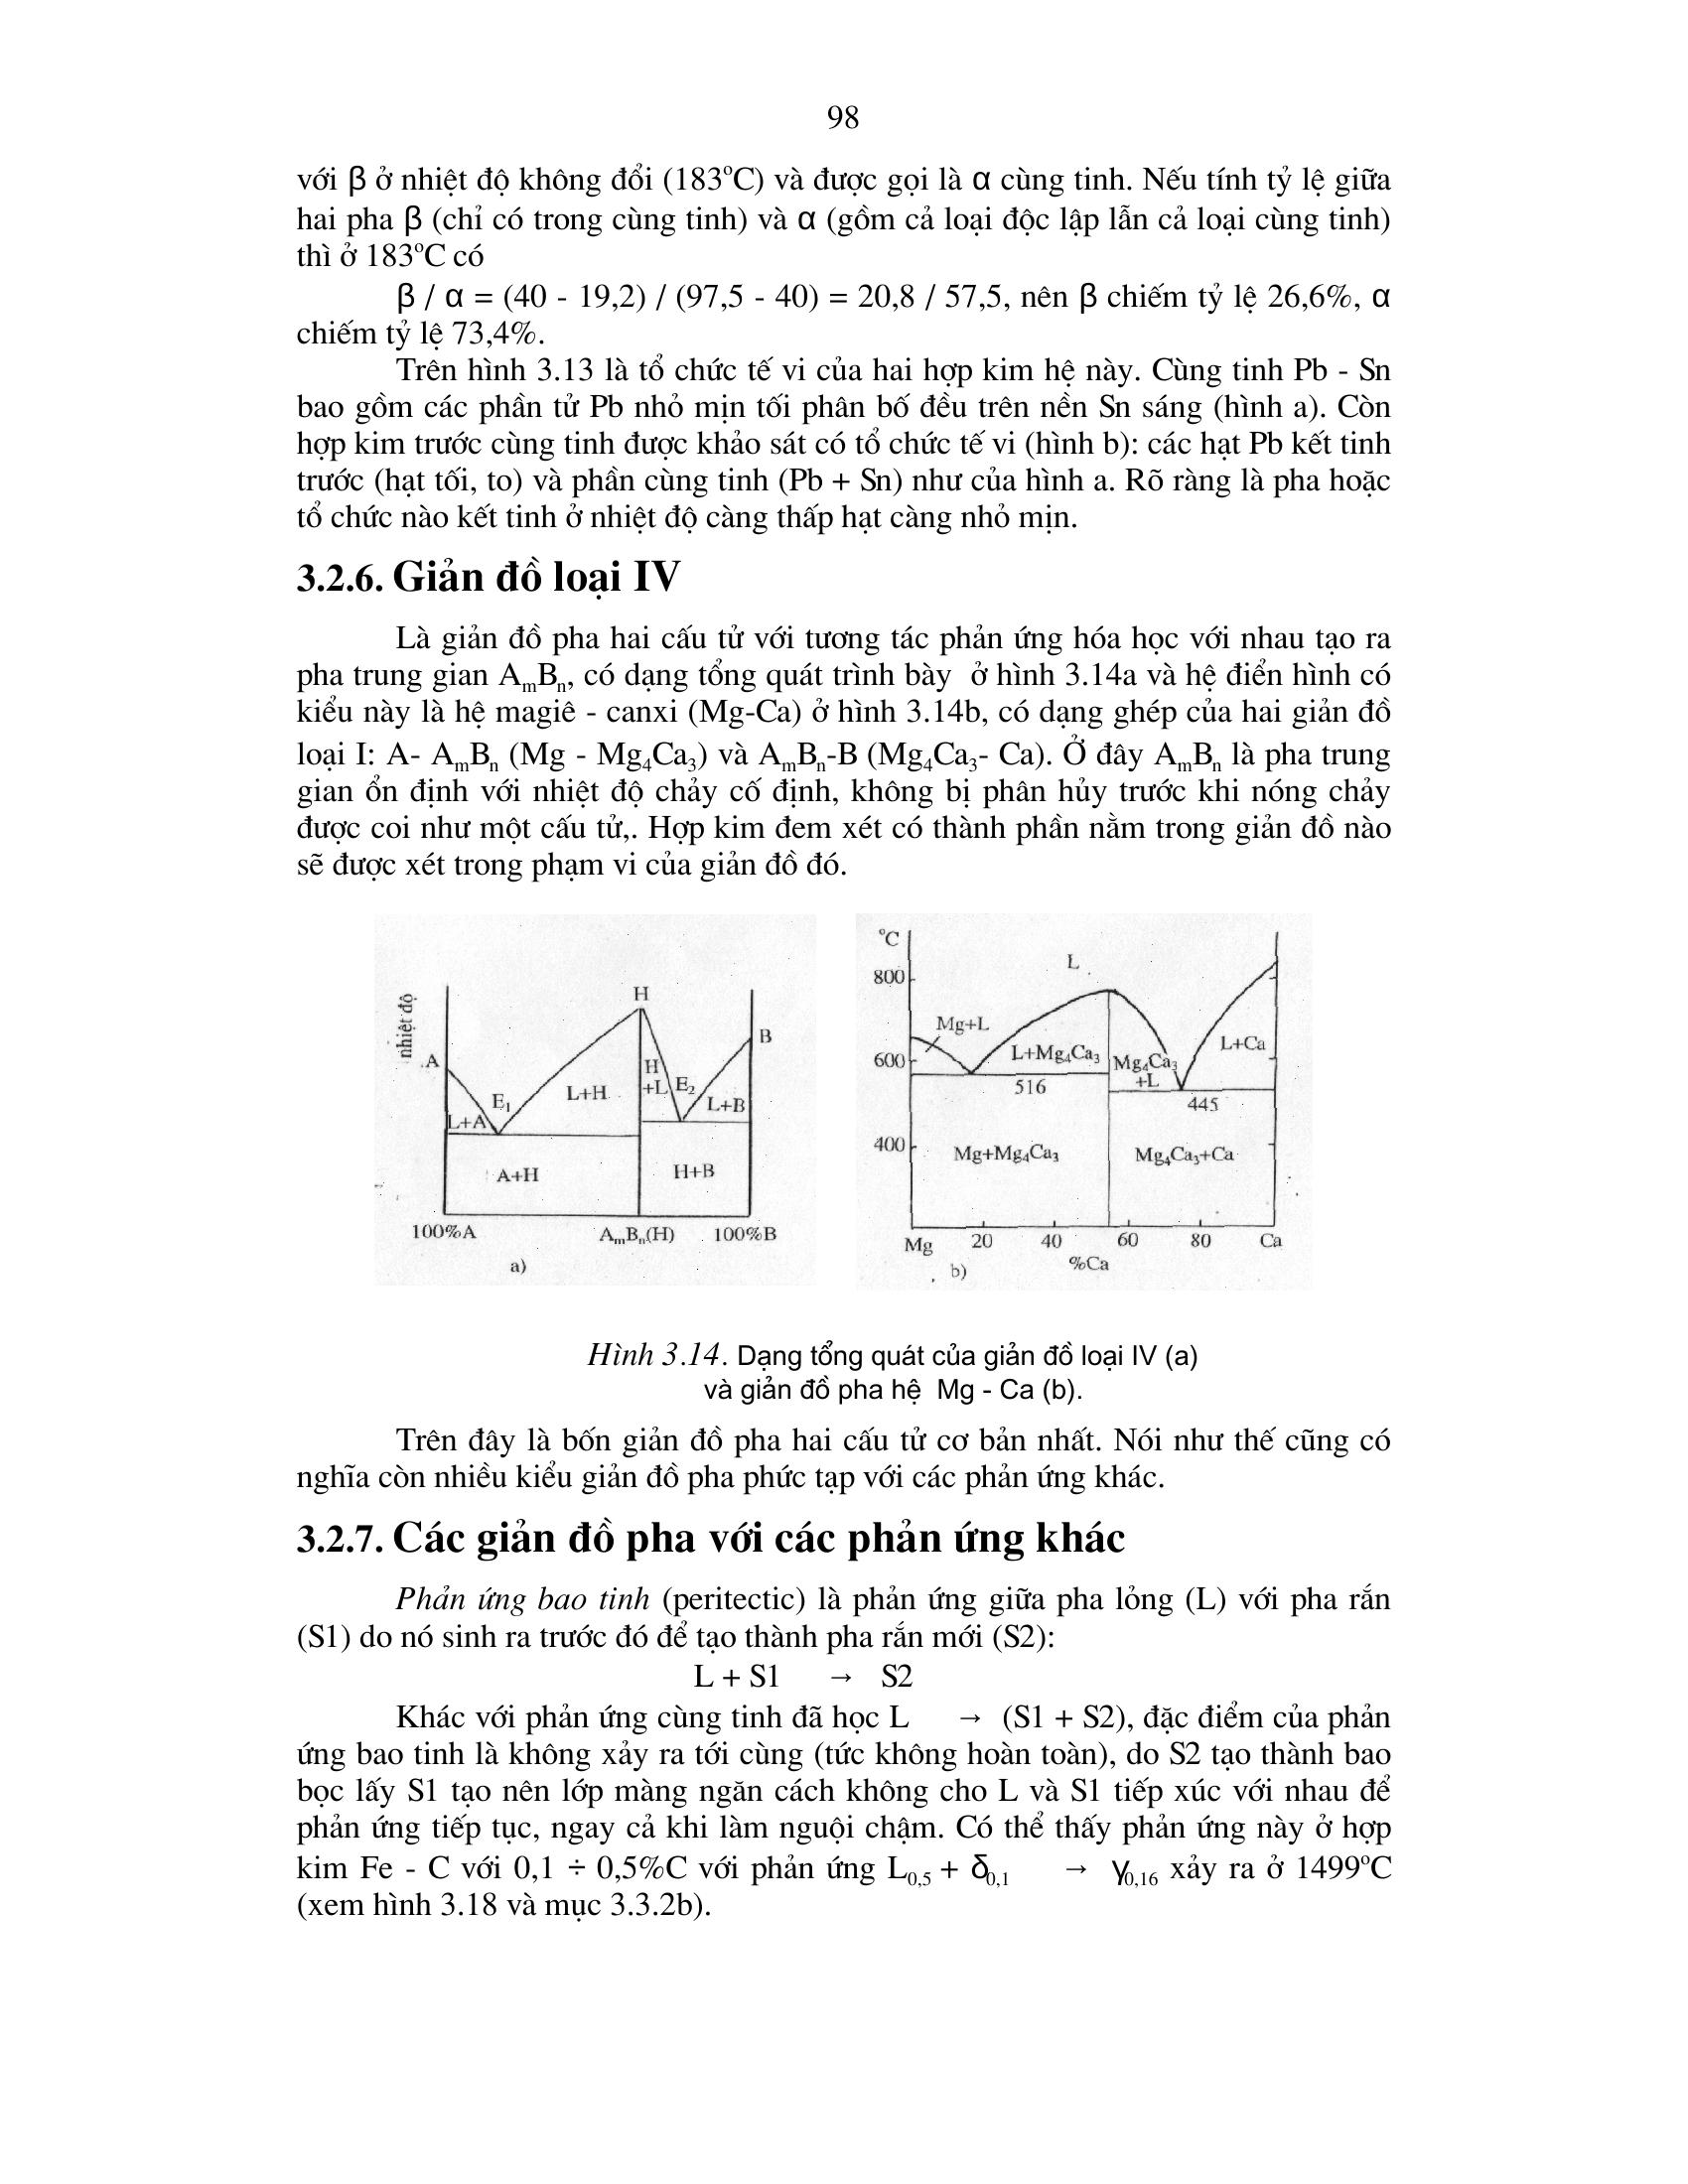 98
với β ở nhiệt độ không đổi (183ºC) và được gọi là α cùng tinh. Nếu tính tỷ lệ giữa
hai pha β (chỉ có trong cùng tinh) và α (gồm cả loại độc lập lẫn cả loại cùng tinh)
thì ở 183ºC có
β / α = (40 - 19,2) / (97,5 - 40) = 20,8 / 57,5, nên β chiếm tỷ lệ 26,6%, α
chiếm tỷ lệ 73,4%.
Trên hình 3.13 là tổ chức tế vi của hai hợp kim hệ này. Cùng tinh Pb - Sn
bao gồm các phần tử Pb nhỏ mịn tối phân bố đều trên nền Sn sáng (hình a). Còn
hợp kim trước cùng tinh được khảo sát có tổ chức tế vi (hình b): các hạt Pb kết tinh
trước (hạt tối, to) và phần cùng tinh (Pb + Sn) như của hình a. Rõ ràng là pha hoặc
tổ chức nào kết tinh ở nhiệt độ càng thấp hạt càng nhỏ mịn.
3.2.6. Giản đồ loại IV
Là giản đồ pha hai cấu tử với tương tác phản ứng hóa học với nhau tạo ra
pha trung gian AₘBₙ, có dạng tổng quát trình bày ở hình 3.14a và hệ điển hình có
kiểu này là hệ magiê - canxi (Mg-Ca) ở hình 3.14b, có dạng ghép của hai giản đồ
loại I: A- AₘBₙ (Mg - Mg₄Ca₃) và AₘBₙ-B (Mg₄Ca₃- Ca). Ở đây AₘBₙ là pha trung
gian ổn định với nhiệt độ chảy cố định, không bị phân hủy trước khi nóng chảy
được coi như một cấu tử,. Hợp kim đem xét có thành phần nằm trong giản đồ nào
sẽ được xét trong phạm vi của giản đồ đó.
nhiệt độ
H
A
B
E₁
L+H
H
+L
E₂
L+A
L+B
A+H
H+B
100%A
AₘBₙ(H)
100%B
a)
ºC
L
800
Mg+L
600
L+Mg₄Ca₃
Mg₄Ca₃
+L
L+Ca
516
445
400
Mg+Mg₄Ca₃
Mg₄Ca₃+Ca
Mg
20
40
60
80
Ca
%Ca
b)
Hình 3.14. Dạng tổng quát của giản đồ loại IV (a)
và giản đồ pha hệ Mg - Ca (b).
Trên đây là bốn giản đồ pha hai cấu tử cơ bản nhất. Nói như thế cũng có
nghĩa còn nhiều kiểu giản đồ pha phức tạp với các phản ứng khác.
3.2.7. Các giản đồ pha với các phản ứng khác
Phản ứng bao tinh (peritectic) là phản ứng giữa pha lỏng (L) với pha rắn
(S1) do nó sinh ra trước đó để tạo thành pha rắn mới (S2):
L + S1 → S2
Khác với phản ứng cùng tinh đã học L → (S1 + S2), đặc điểm của phản
ứng bao tinh là không xảy ra tới cùng (tức không hoàn toàn), do S2 tạo thành bao
bọc lấy S1 tạo nên lớp màng ngăn cách không cho L và S1 tiếp xúc với nhau để
phản ứng tiếp tục, ngay cả khi làm nguội chậm. Có thể thấy phản ứng này ở hợp
kim Fe - C với 0,1 ÷ 0,5%C với phản ứng L₀,₅ + δ₀,₁ → γ₀,₁₆ xảy ra ở 1499ºC
(xem hình 3.18 và mục 3.3.2b).